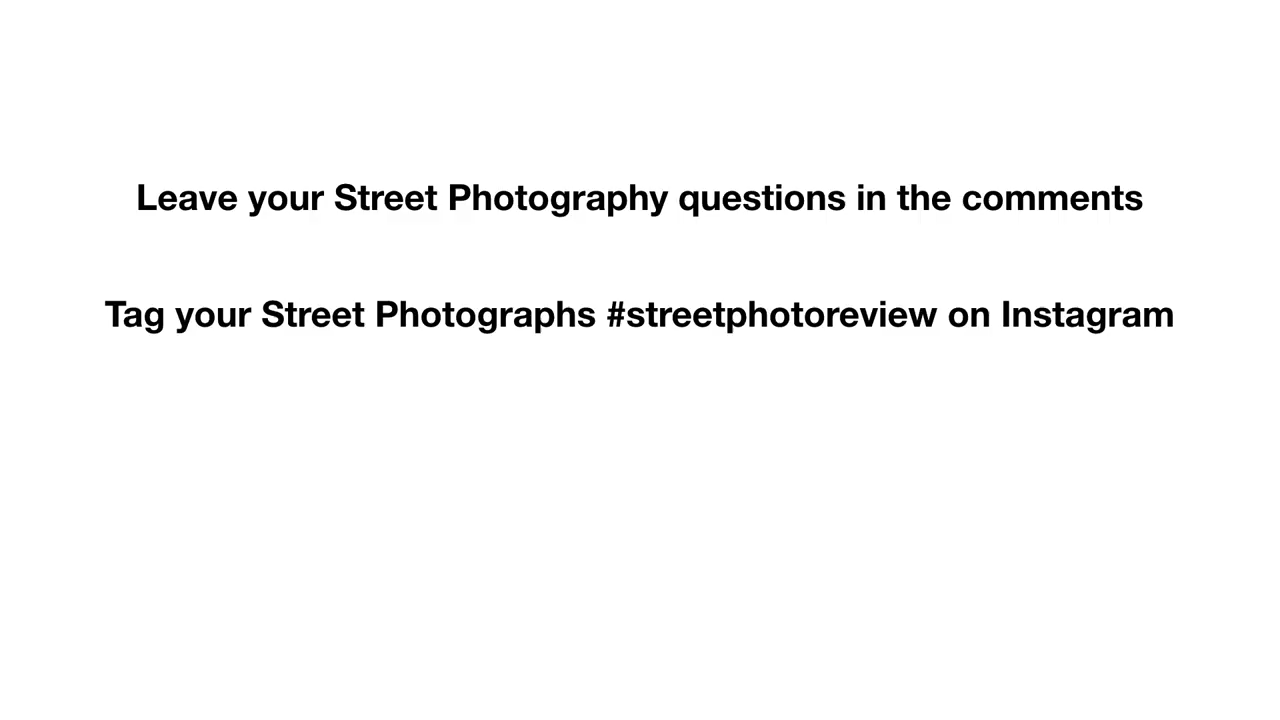 Leave your Street Photography questions in the comments
Tag your Street Photographs #streetphotoreview on Instagram